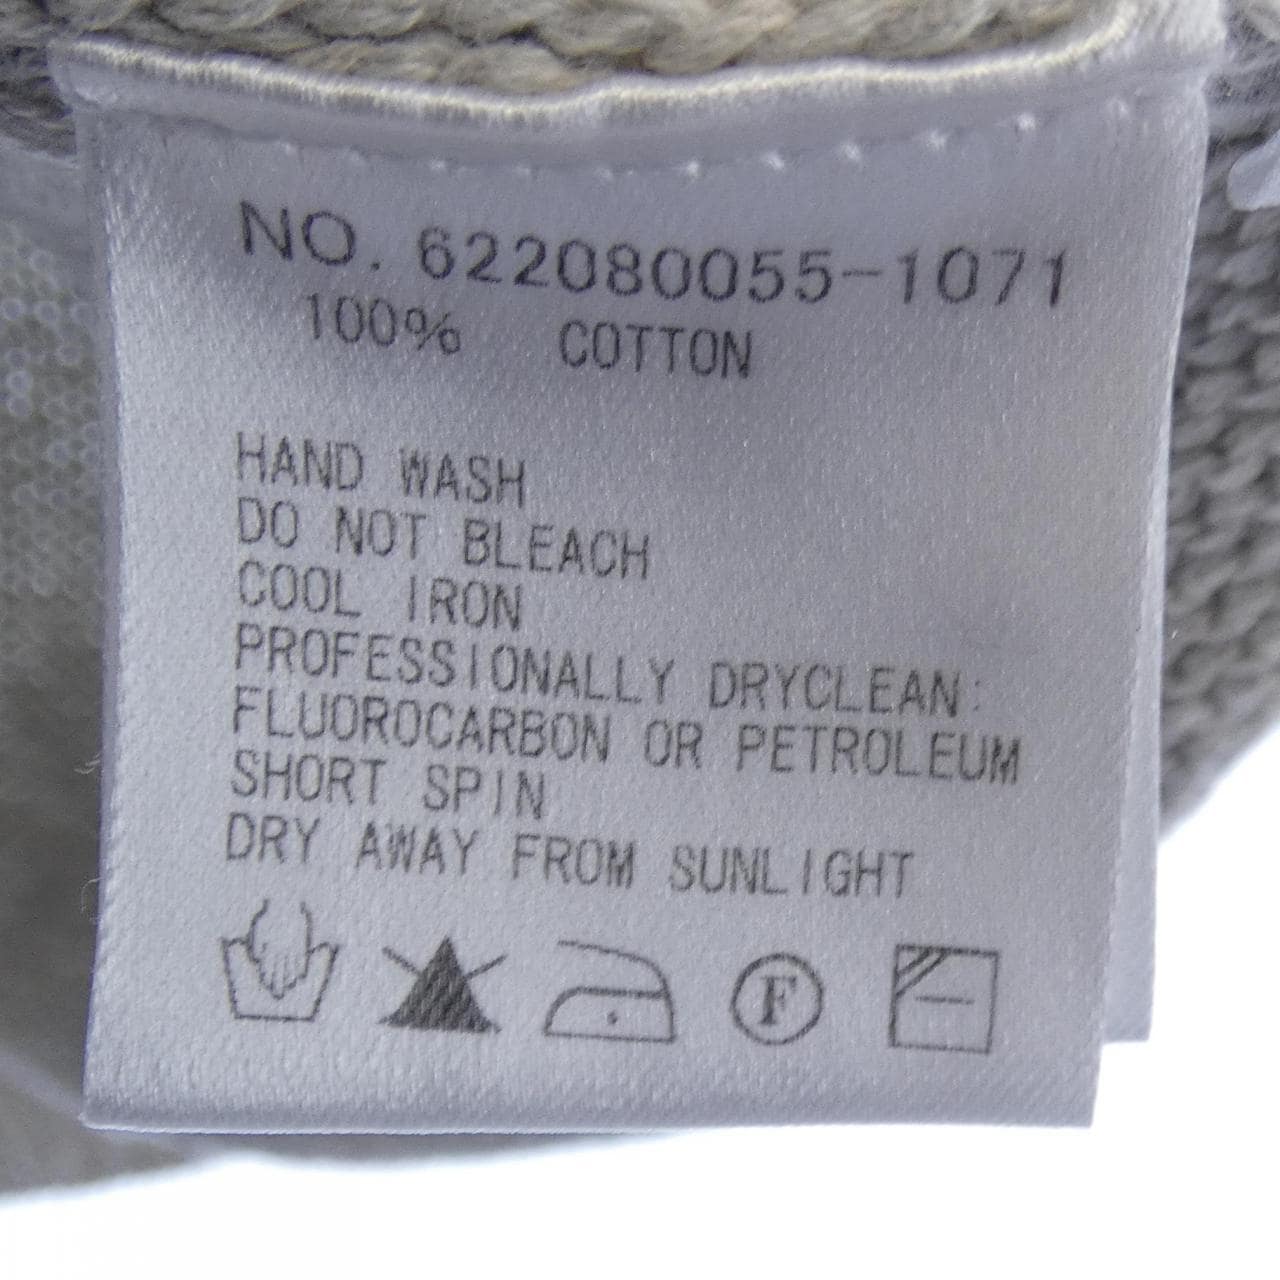 NO. 622080055-1071
100% COTTON
HAND WASH
DO NOT BLEACH
COOL IRON
PROFESSIONALLY DRYCLEAN:
FLUOROCARBON OR PETROLEUM
SHORT SPIN
DRY AWAY FROM SUNLIGHT
F